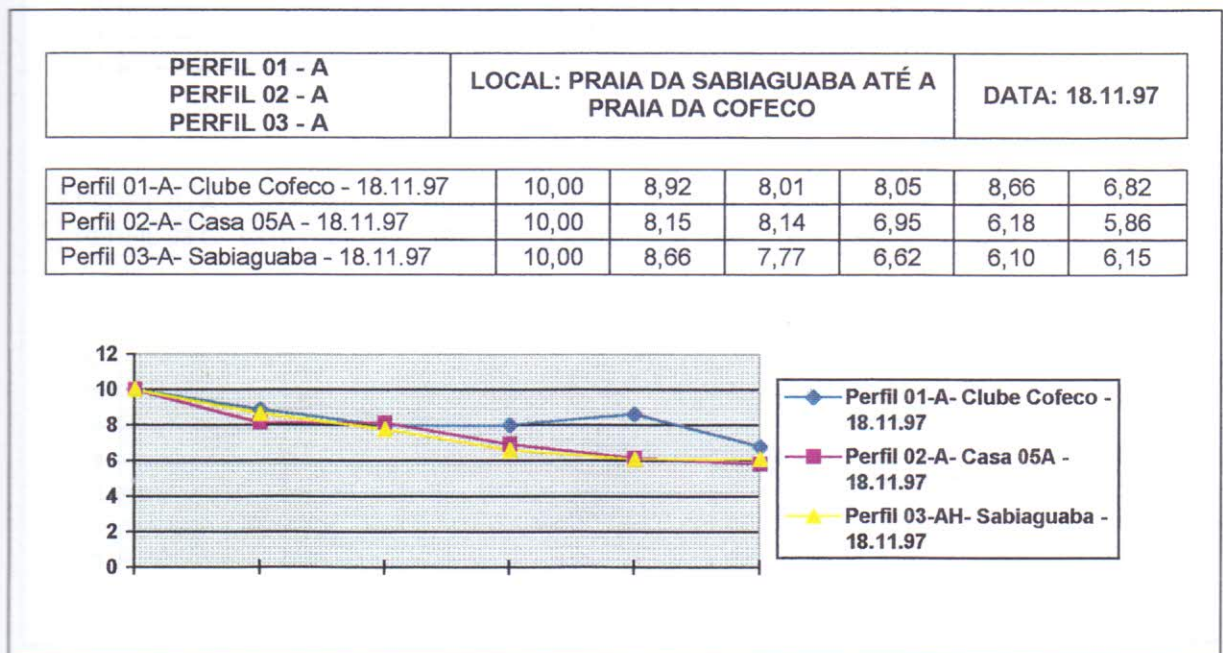 PERFIL 01 - A
PERFIL 02 - A
PERFIL 03 - A
LOCAL: PRAIA DA SABIAGUABA ATÉ A
PRAIA DA COFECO
DATA: 18.11.97
Perfil 01-A- Clube Cofeco - 18.11.97 10,00 8,92 8,01 8,05 8,66 6,82
Perfil 02-A- Casa 05A - 18.11.97 10,00 8,15 8,14 6,95 6,18 5,86
Perfil 03-A- Sabiaguaba - 18.11.97 10,00 8,66 7,77 6,62 6,10 6,15
12
10
8
6
4
2
0
Perfil 01-A- Clube Cofeco -
18.11.97
Perfil 02-A- Casa 05A -
18.11.97
Perfil 03-AH- Sabiaguaba -
18.11.97